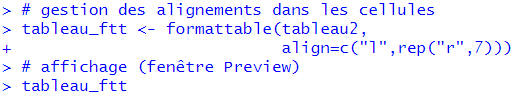 > # gestion des alignements dans les cellules
> tableau_ftt <- formattable(tableau2,
+                            align=c("l",rep("r",7)))
> # affichage (fenêtre Preview)
> tableau_ftt